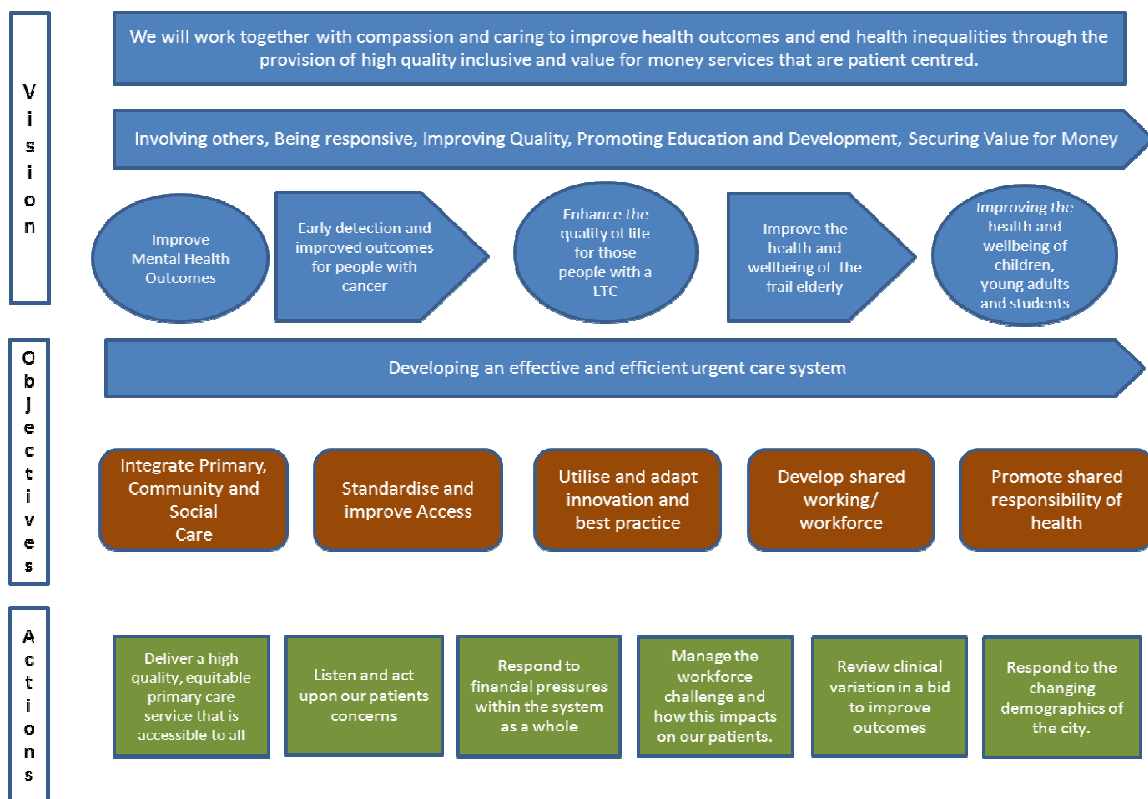 Vision
We will work together with compassion and caring to improve health outcomes and end health inequalities through the
provision of high quality inclusive and value for money services that are patient centred.
Involving others, Being responsive, Improving Quality, Promoting Education and Development, Securing Value for Money
Improve
Mental Health
Outcomes
Early detection and
improved outcomes
for people with
cancer
Enhance the
quality of life
for those
people with a
LTC
Improve the
health and
wellbeing of The
frail elderly
Improving the
health and
wellbeing of
children,
young adults
and students
Objectives
Developing an effective and efficient urgent care system
Integrate Primary,
Community and
Social
Care
Standardise and
improve Access
Utilise and adapt
innovation and
best practice
Develop shared
working/
workforce
Promote shared
responsibility of
health
Actions
Deliver a high
quality, equitable
primary care
service that is
accessible to all
Listen and act
upon our patients
concerns
Respond to
financial pressures
within the system
as a whole
Manage the
workforce
challenge and
how this impacts
on our patients.
Review clinical
variation in a bid
to improve
outcomes
Respond to the
changing
demographics of
the city.